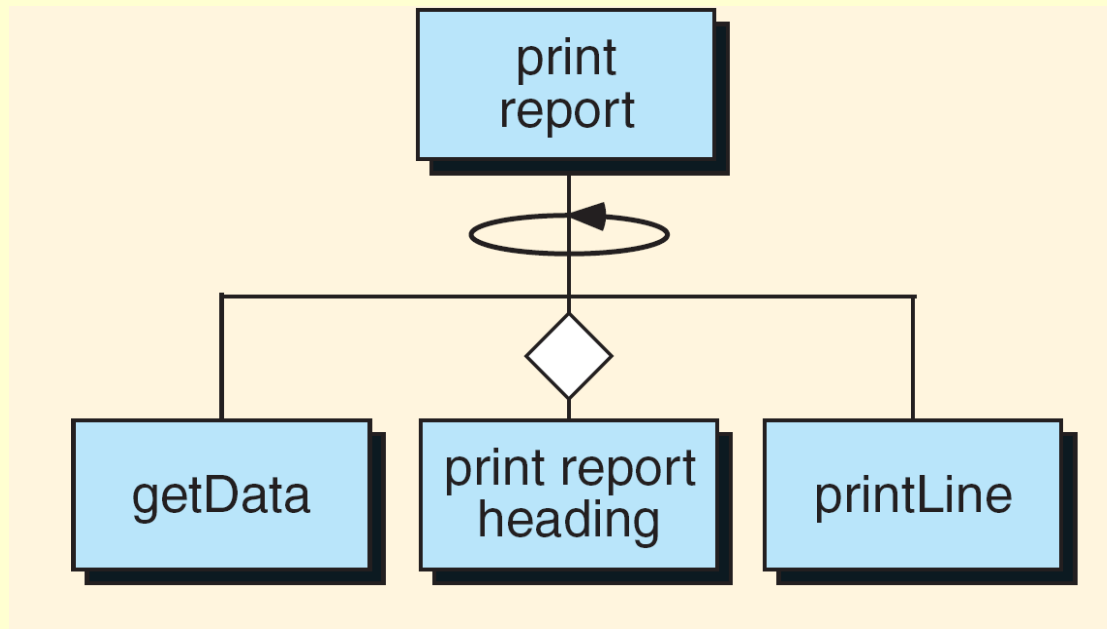 print
report
getData
print report
heading
printLine